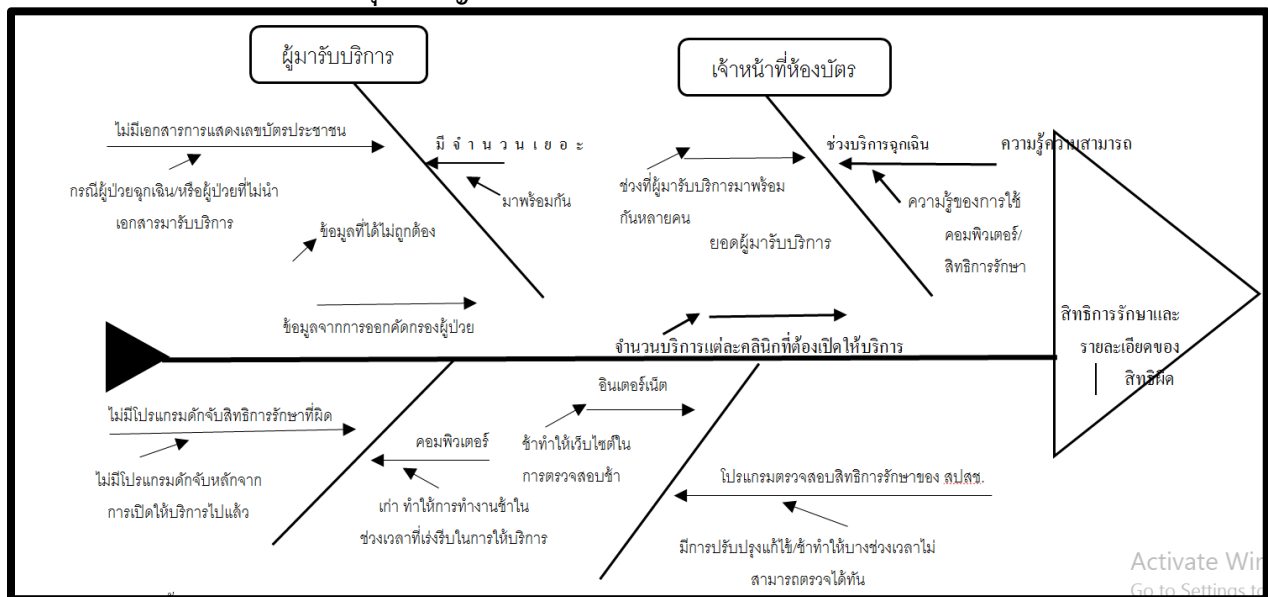 ผู้มารับบริการ
เจ้าหน้าที่ห้องบัตร
ไม่มีเอกสารการแสดงเลขบัตรประชาชน
มีจำนวนเยอะ
ช่วงบริการฉุกเฉิน
ความรู้ความสามารถ
กรณีผู้ป่วยฉุกเฉิน/หรือผู้ป่วยที่ไม่นำ
เอกสารมารับบริการ
มาพร้อมกัน
ช่วงที่ผู้มารับบริการมาพร้อม
กันหลายคน
ความรู้ของการใช้
คอมพิวเตอร์/
สิทธิการรักษา
ข้อมูลที่ได้ไม่ถูกต้อง
ยอดผู้มารับบริการ
ข้อมูลจากการออกคัดกรองผู้ป่วย
จำนวนบริการแต่ละคลินิกที่ต้องเปิดให้บริการ
สิทธิการรักษาและ
รายละเอียดของ
สิทธิผิด
ไม่มีโปรแกรมดักจับสิทธิการรักษาที่ผิด
ไม่มีโปรแกรมดักจับหลักจาก
การเปิดให้บริการไปแล้ว
คอมพิวเตอร์
เก่า ทำให้การทำงานช้าใน
ช่วงเวลาที่เร่งรีบในการให้บริการ
อินเตอร์เน็ต
ช้าทำให้เว็บไซต์ใน
การตรวจสอบช้า
โปรแกรมตรวจสอบสิทธิการรักษาของ สปสช.
มีการปรับปรุงแก้ไข/ช้าทำให้บางช่วงเวลาไม่
สามารถตรวจได้ทัน
Activate Wi
Go to Settings to